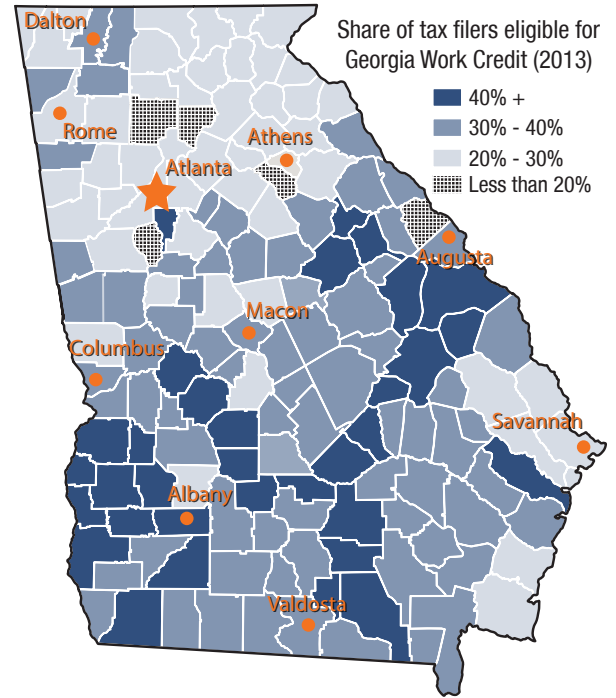 Share of tax filers eligible for
Georgia Work Credit (2013)
40% +
30% - 40%
20% - 30%
Less than 20%
Dalton
Rome
Athens
Atlanta
Augusta
Macon
Columbus
Savannah
Albany
Valdosta